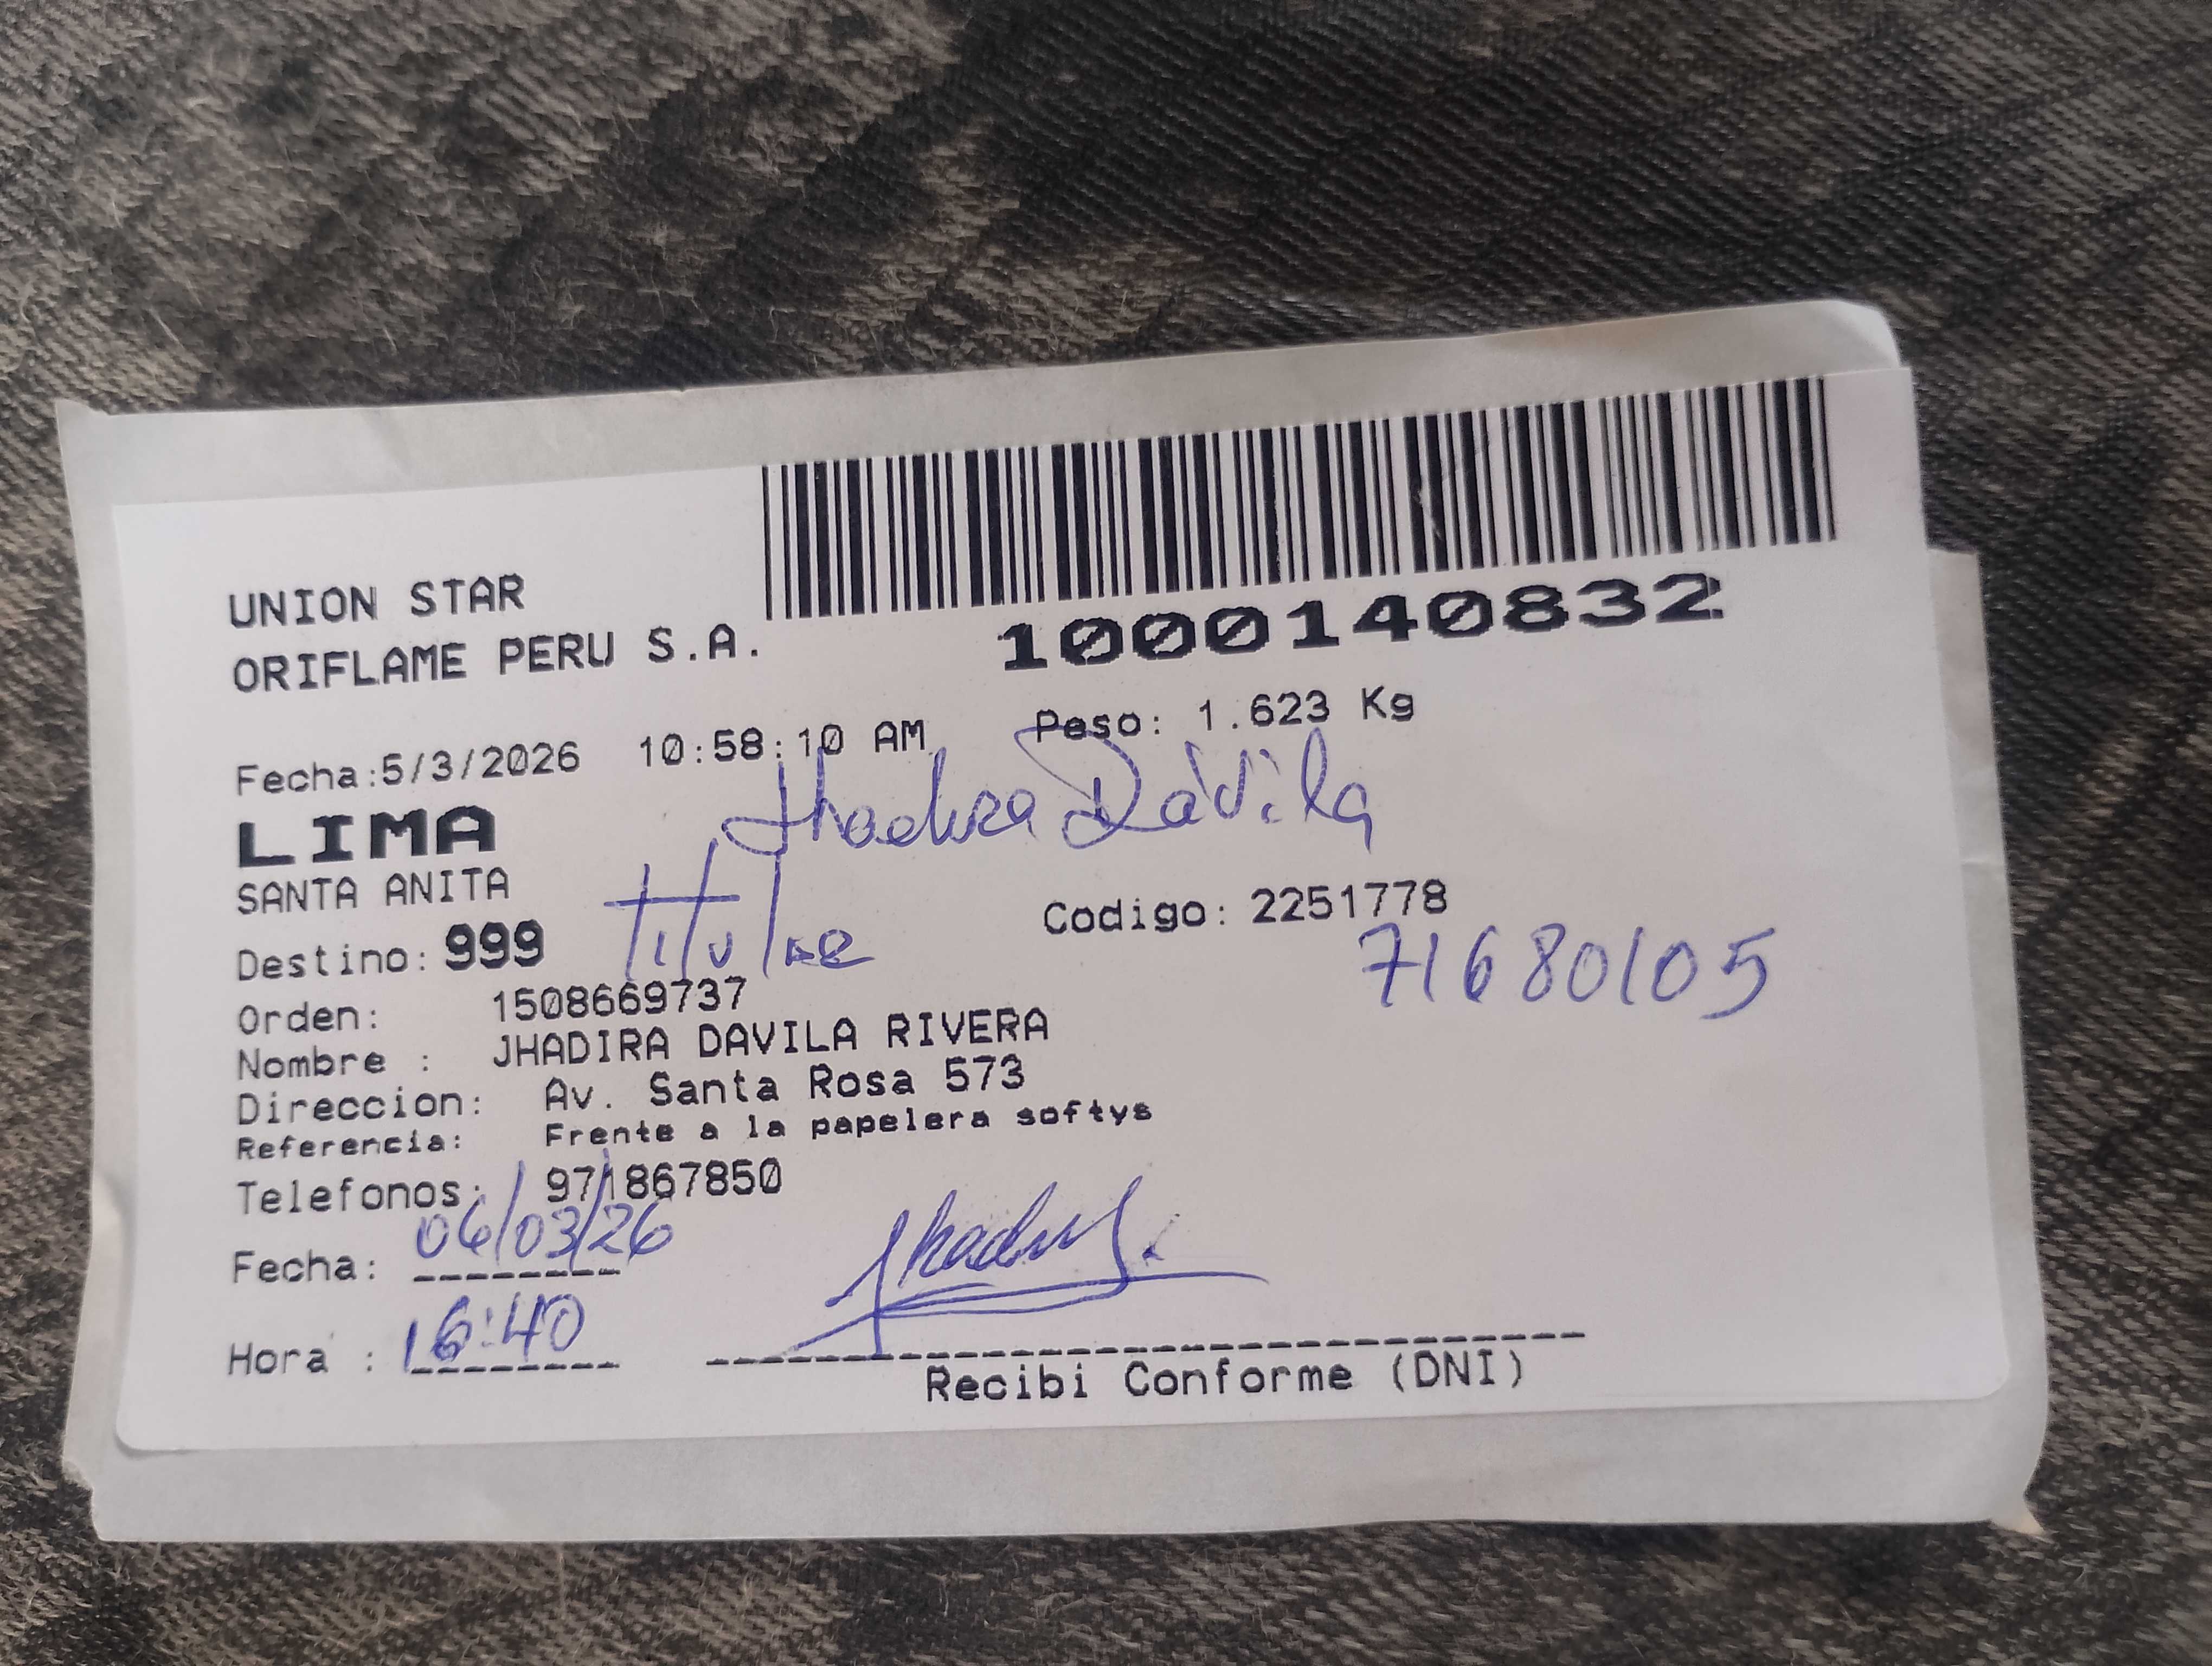 UNION STAR
ORIFLAME PERU S.A.
1000140832
Fecha:5/3/2026 10:58:10 AM Peso: 1.623 Kg
Jhadira Dávila
LIMA
SANTA ANITA
Titular
Codigo: 2251778
Destino: 999
71680105
Orden: 1508669737
Nombre : JHADIRA DAVILA RIVERA
Direccion: Av. Santa Rosa 573
Referencia: Frente a la papelera softys
Telefonos: 971867850
Fecha: 06/03/26
Hora : 16:40
Recibi Conforme (DNI)